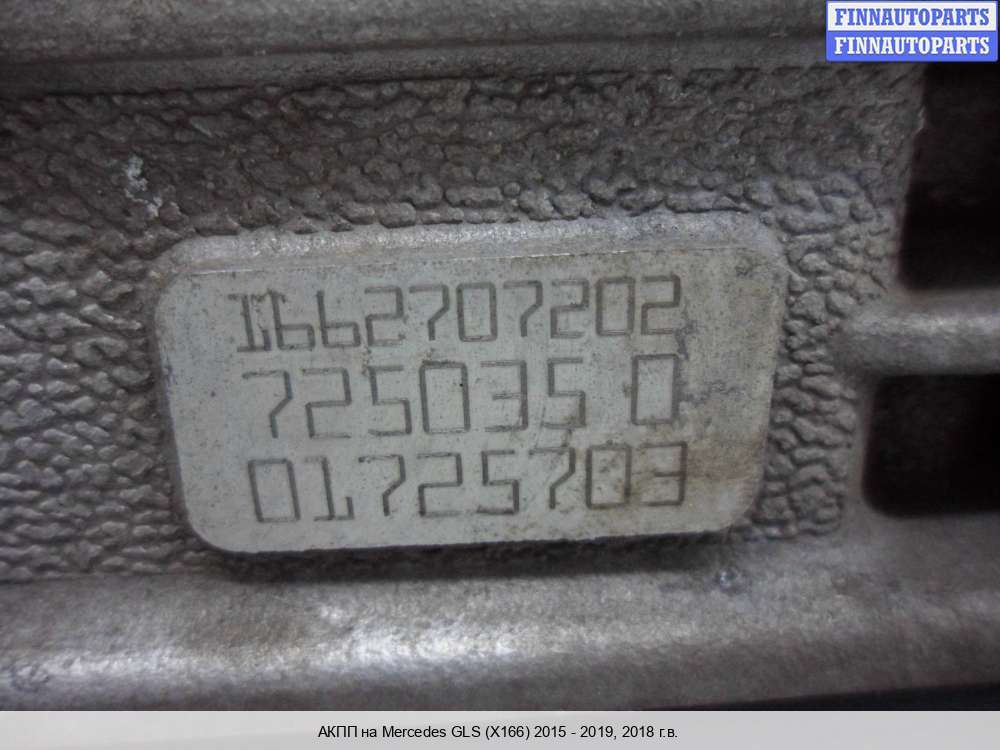 FINNAUTOPARTS
FINNAUTOPARTS
1662707202
725035 0
01725703
АКПП на Mercedes GLS (X166) 2015 - 2019, 2018 г.в.